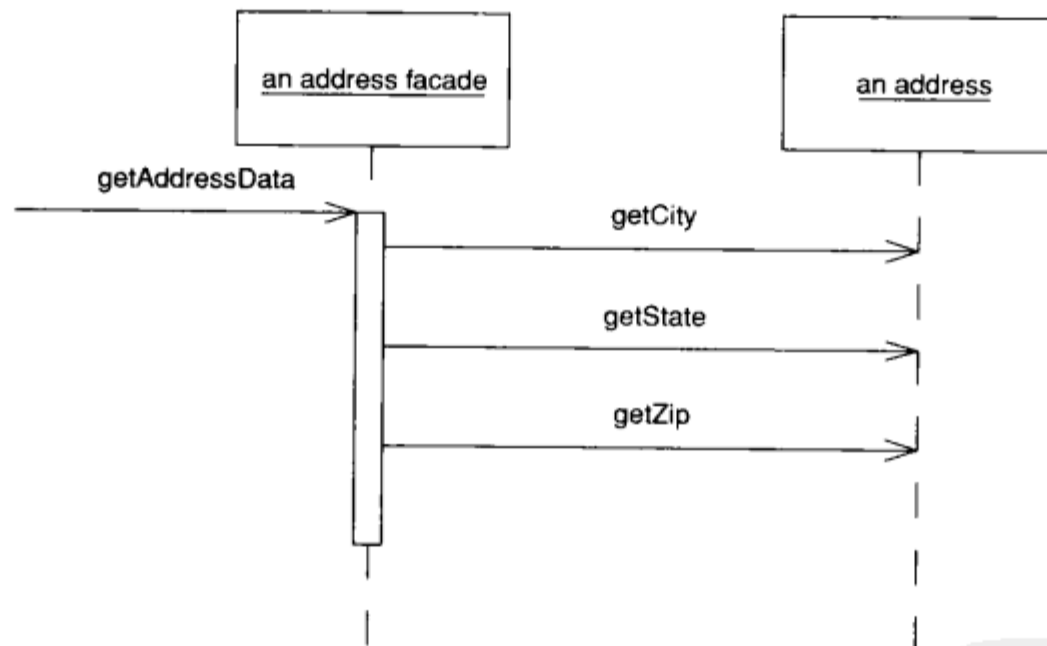 an address facade
an address
getAddressData
getCity
getState
getZip